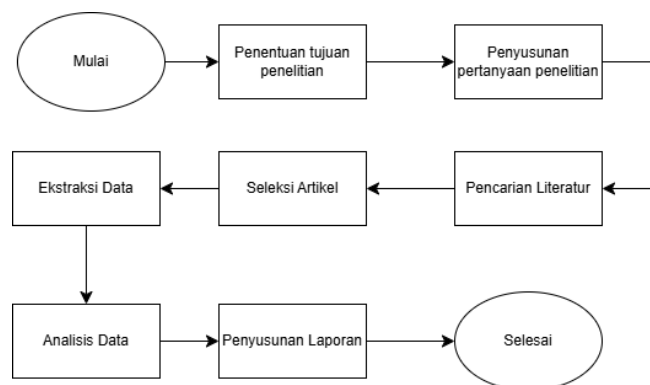 Mulai
Penentuan tujuan
penelitian
Penyusunan
pertanyaan penelitian
Pencarian Literatur
Seleksi Artikel
Ekstraksi Data
Analisis Data
Penyusunan Laporan
Selesai